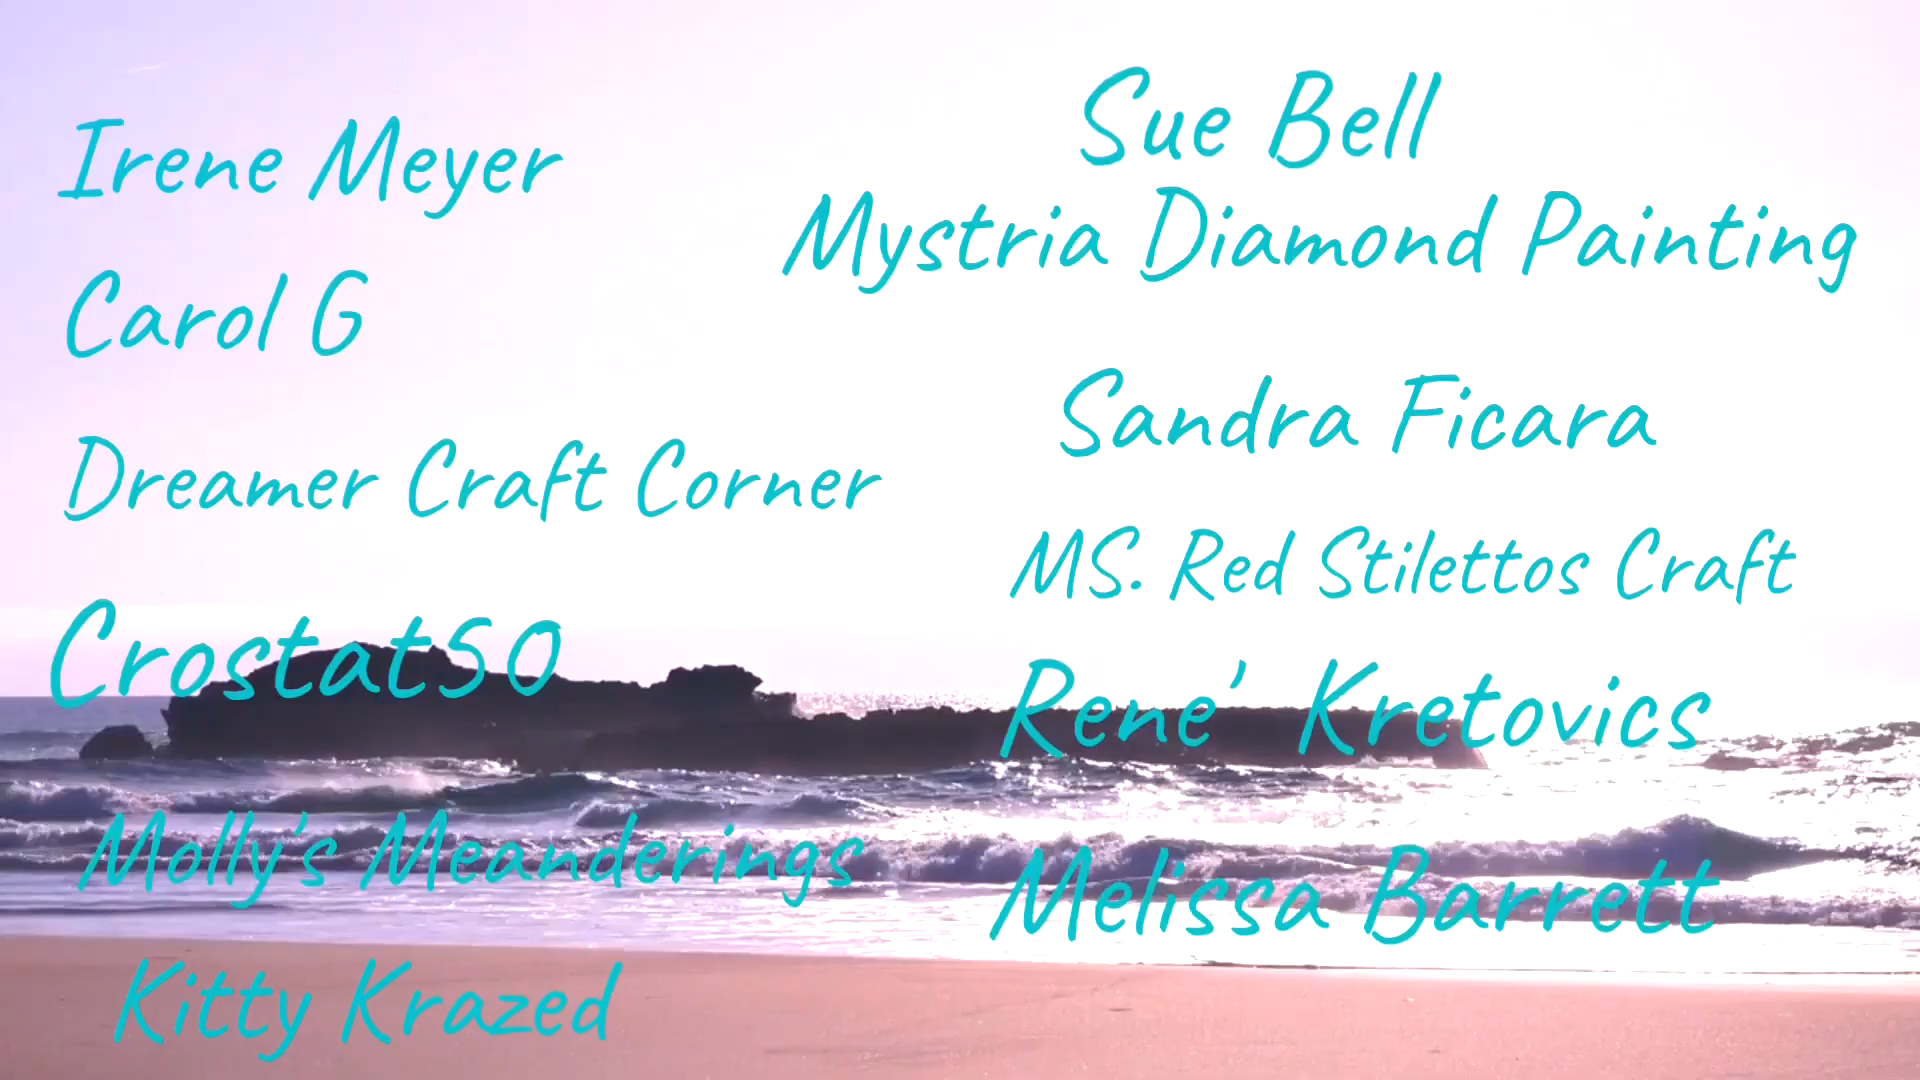 Irene Meyer
Carol G
Dreamer Craft Corner
Crostat50
Molly's Meanderings
Kitty Krazed
Sue Bell
Mystria Diamond Painting
Sandra Ficara
MS. Red Stilettos Craft
Rene' Kretovics
Melissa Barrett